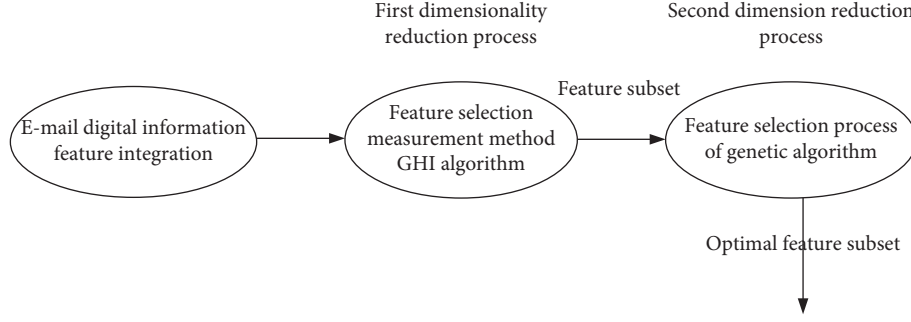 First dimensionality
reduction process
Second dimension reduction
process
Feature subset
E-mail digital information
feature integration
Feature selection
measurement method
GHI algorithm
Feature selection process
of genetic algorithm
Optimal feature subset